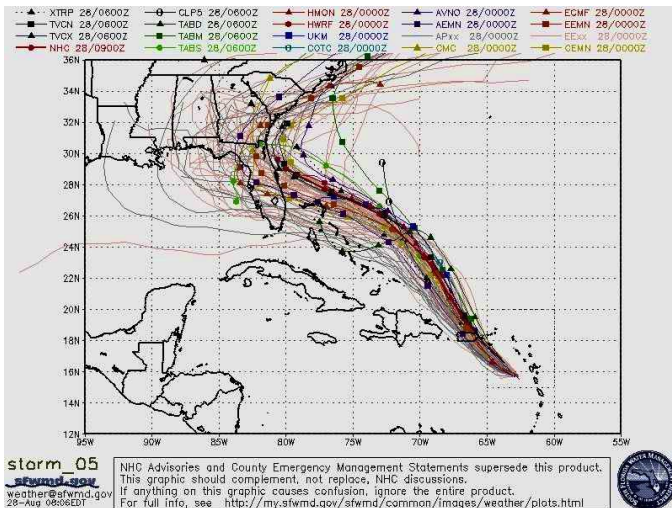 XTRP 28/0600Z CLP5 28/0600Z HMON 28/0000Z AVNO 28/0000Z ECMF 28/0000Z
TVCN 28/0600Z TABD 28/0600Z HWRF 28/0000Z AEMN 28/0000Z EEMN 28/0000Z
TVCX 28/0600Z TABM 28/0600Z UKM 28/0000Z APxx 28/0000Z EExx 28/0000Z
NHC 28/0900Z TABS 28/0600Z COTC 28/0000Z CMC 28/0000Z CEMN 28/0000Z
36N
34N
32N
30N
28N
26N
24N
22N
20N
18N
16N
14N
12N
95W 90W 85W 80W 75W 70W 65W 60W 55W
storm_05
sfwmd.gov
weather@sfwmd.gov
28-Aug 08:06EDT
NHC Advisories and County Emergency Management Statements supersede this product.
This graphic should complement, not replace, NHC discussions.
If anything on this graphic causes confusion, ignore the entire product.
For full info, see http://my.sfwmd.gov/sfwmd/common/images/weather/plots.html